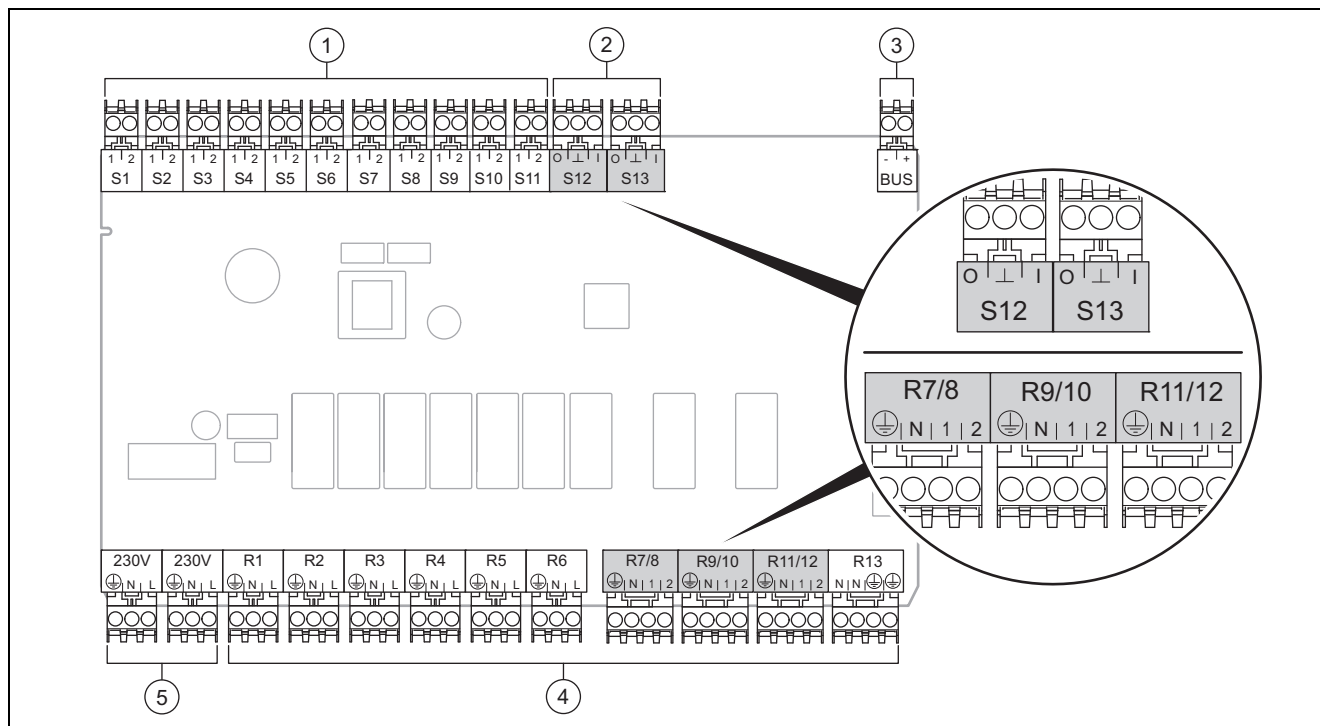 1 2 3
1 2 1 2 1 2 1 2 1 2 1 2 1 2 1 2 1 2 1 2 1 2 O ⊥ I O ⊥ I - +
S1 S2 S3 S4 S5 S6 S7 S8 S9 S10 S11 S12 S13 BUS
O ⊥ I O ⊥ I
S12 S13
R7/8 R9/10 R11/12
⏚ N 1 2 ⏚ N 1 2 ⏚ N 1 2
230V 230V R1 R2 R3 R4 R5 R6 R7/8 R9/10 R11/12 R13
⏚ N L ⏚ N L ⏚ N L ⏚ N L ⏚ N L ⏚ N L ⏚ N L ⏚ N L ⏚ N 1 2 ⏚ N 1 2 ⏚ N 1 2 N N ⏚ ⏚
5 4